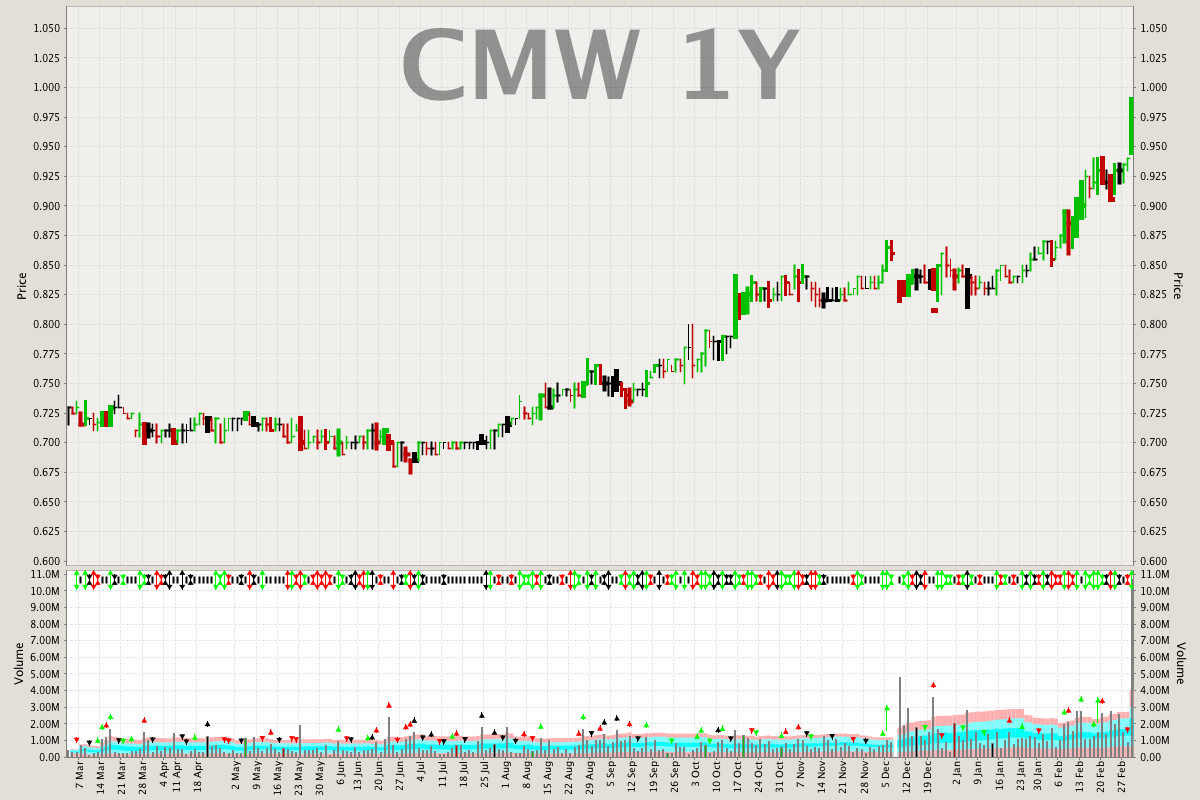 CMW 1Y
1.050
1.025
1.000
0.975
0.950
0.925
0.900
0.875
0.850
0.825
0.800
0.775
0.750
0.725
0.700
0.675
0.650
0.625
0.600
Price
1.050
1.025
1.000
0.975
0.950
0.925
0.900
0.875
0.850
0.825
0.800
0.775
0.750
0.725
0.700
0.675
0.650
0.625
0.600
Price
11.0M
10.0M
9.00M
8.00M
7.00M
6.00M
5.00M
4.00M
3.00M
2.00M
1.00M
0.00
Volume
11.0M
10.0M
9.00M
8.00M
7.00M
6.00M
5.00M
4.00M
3.00M
2.00M
1.00M
0.00
Volume
7 Mar
14 Mar
21 Mar
28 Mar
4 Apr
11 Apr
18 Apr
2 May
9 May
16 May
23 May
30 May
6 Jun
13 Jun
20 Jun
27 Jun
4 Jul
11 Jul
18 Jul
25 Jul
1 Aug
8 Aug
15 Aug
22 Aug
29 Aug
5 Sep
12 Sep
19 Sep
26 Sep
3 Oct
10 Oct
17 Oct
24 Oct
31 Oct
7 Nov
14 Nov
21 Nov
28 Nov
5 Dec
12 Dec
19 Dec
2 Jan
9 Jan
16 Jan
23 Jan
30 Jan
6 Feb
13 Feb
20 Feb
27 Feb